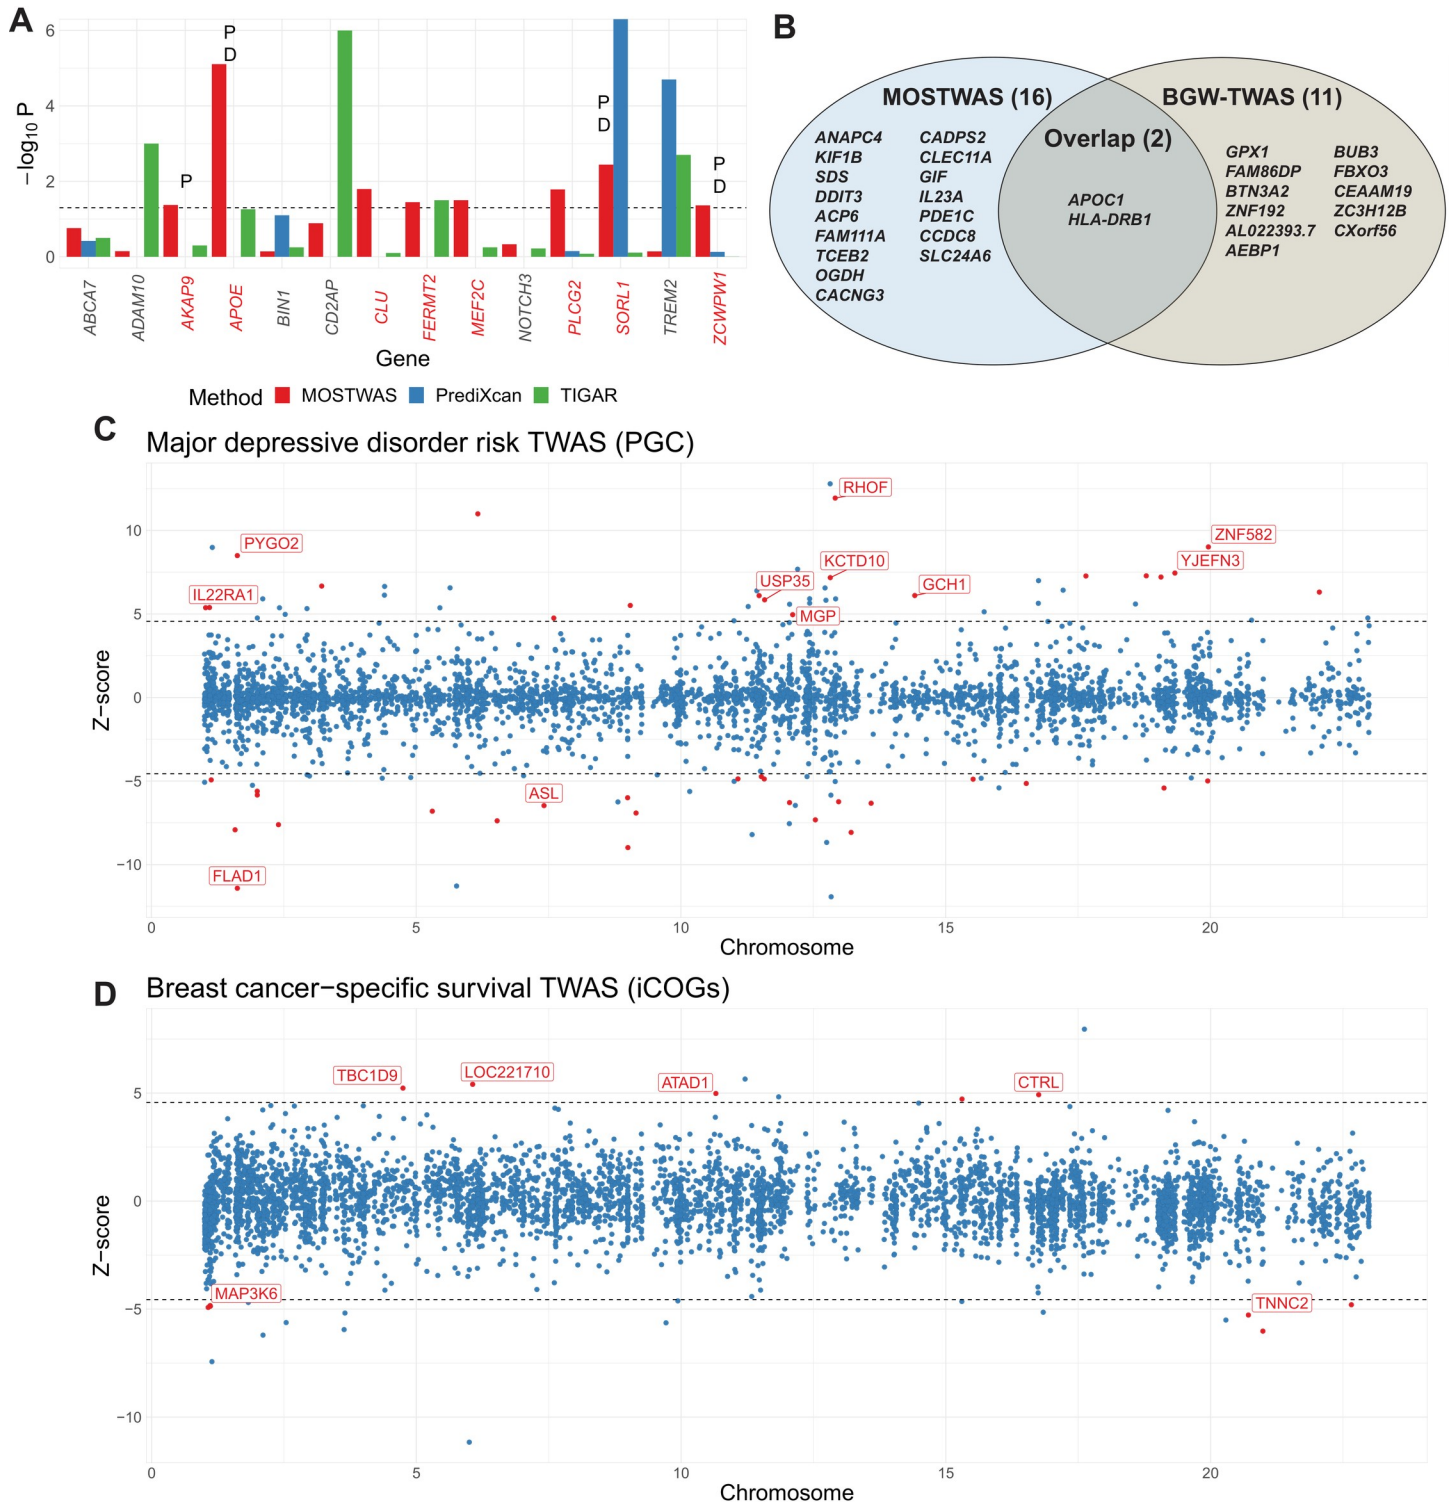 A
−log10 P
6
4
2
0
P
D
P
P
D
P
D
ABCA7
ADAM10
AKAP9
APOE
BIN1
CD2AP
CLU
FERMT2
MEF2C
NOTCH3
PLCG2
SORL1
TREM2
ZCWPW1
Gene
Method MOSTWAS PrediXcan TIGAR
B
MOSTWAS (16)
BGW-TWAS (11)
Overlap (2)
ANAPC4
KIF1B
SDS
DDIT3
ACP6
FAM111A
TCEB2
OGDH
CACNG3
CADPS2
CLEC11A
GIF
IL23A
PDE1C
CCDC8
SLC24A6
APOC1
HLA-DRB1
GPX1
FAM86DP
BTN3A2
ZNF192
AL022393.7
AEBP1
BUB3
FBXO3
CEAAM19
ZC3H12B
CXorf56
C
Major depressive disorder risk TWAS (PGC)
Z−score
10
5
0
−5
−10
RHOF
PYGO2
ZNF582
KCTD10
YJEFN3
USP35
GCH1
IL22RA1
MGP
ASL
FLAD1
0 5 10 15 20
Chromosome
D
Breast cancer−specific survival TWAS (iCOGs)
Z−score
5
0
−5
−10
TBC1D9
LOC221710
ATAD1
CTRL
MAP3K6
TNNC2
0 5 10 15 20
Chromosome